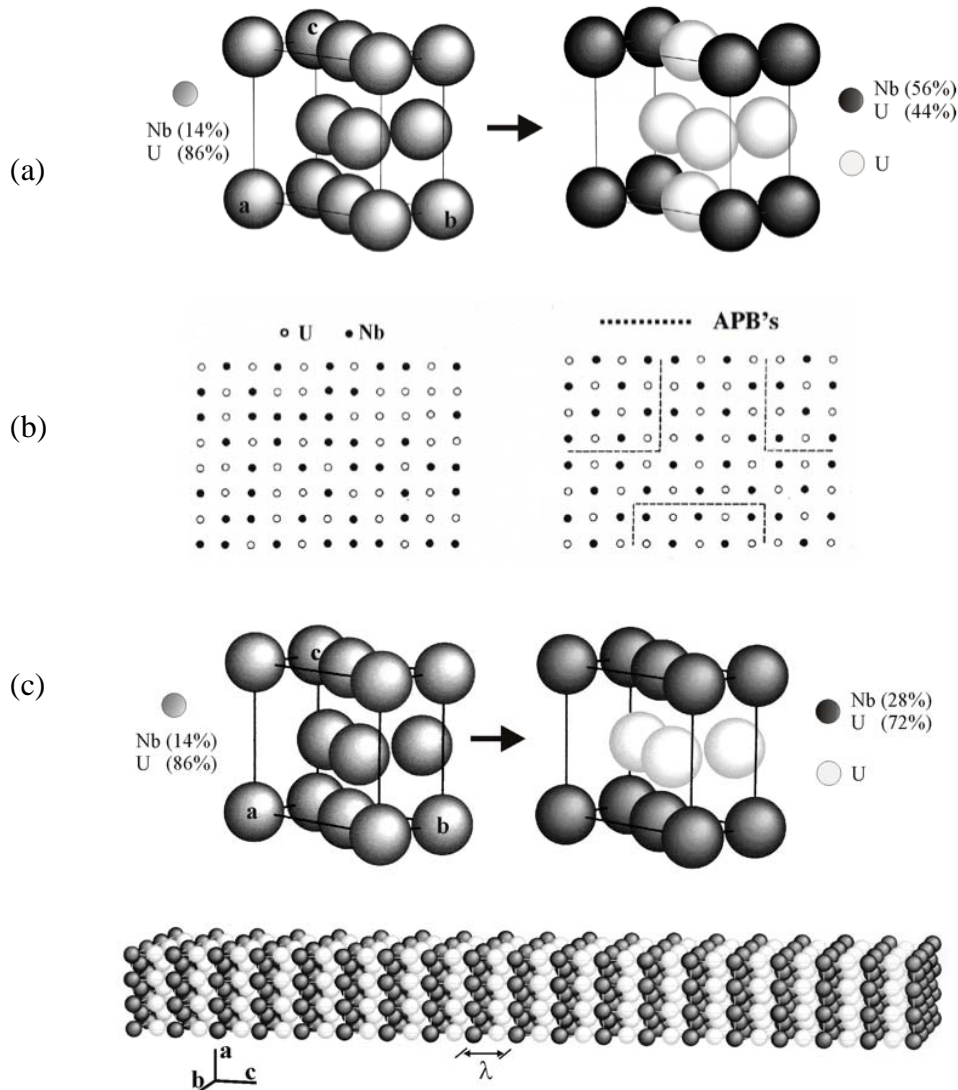 (a)
c
a
b
Nb (14%)
U (86%)
Nb (56%)
U (44%)
U
(b)
U Nb
APB's
(c)
c
a
b
Nb (14%)
U (86%)
Nb (28%)
U (72%)
U
a
b
c
λ